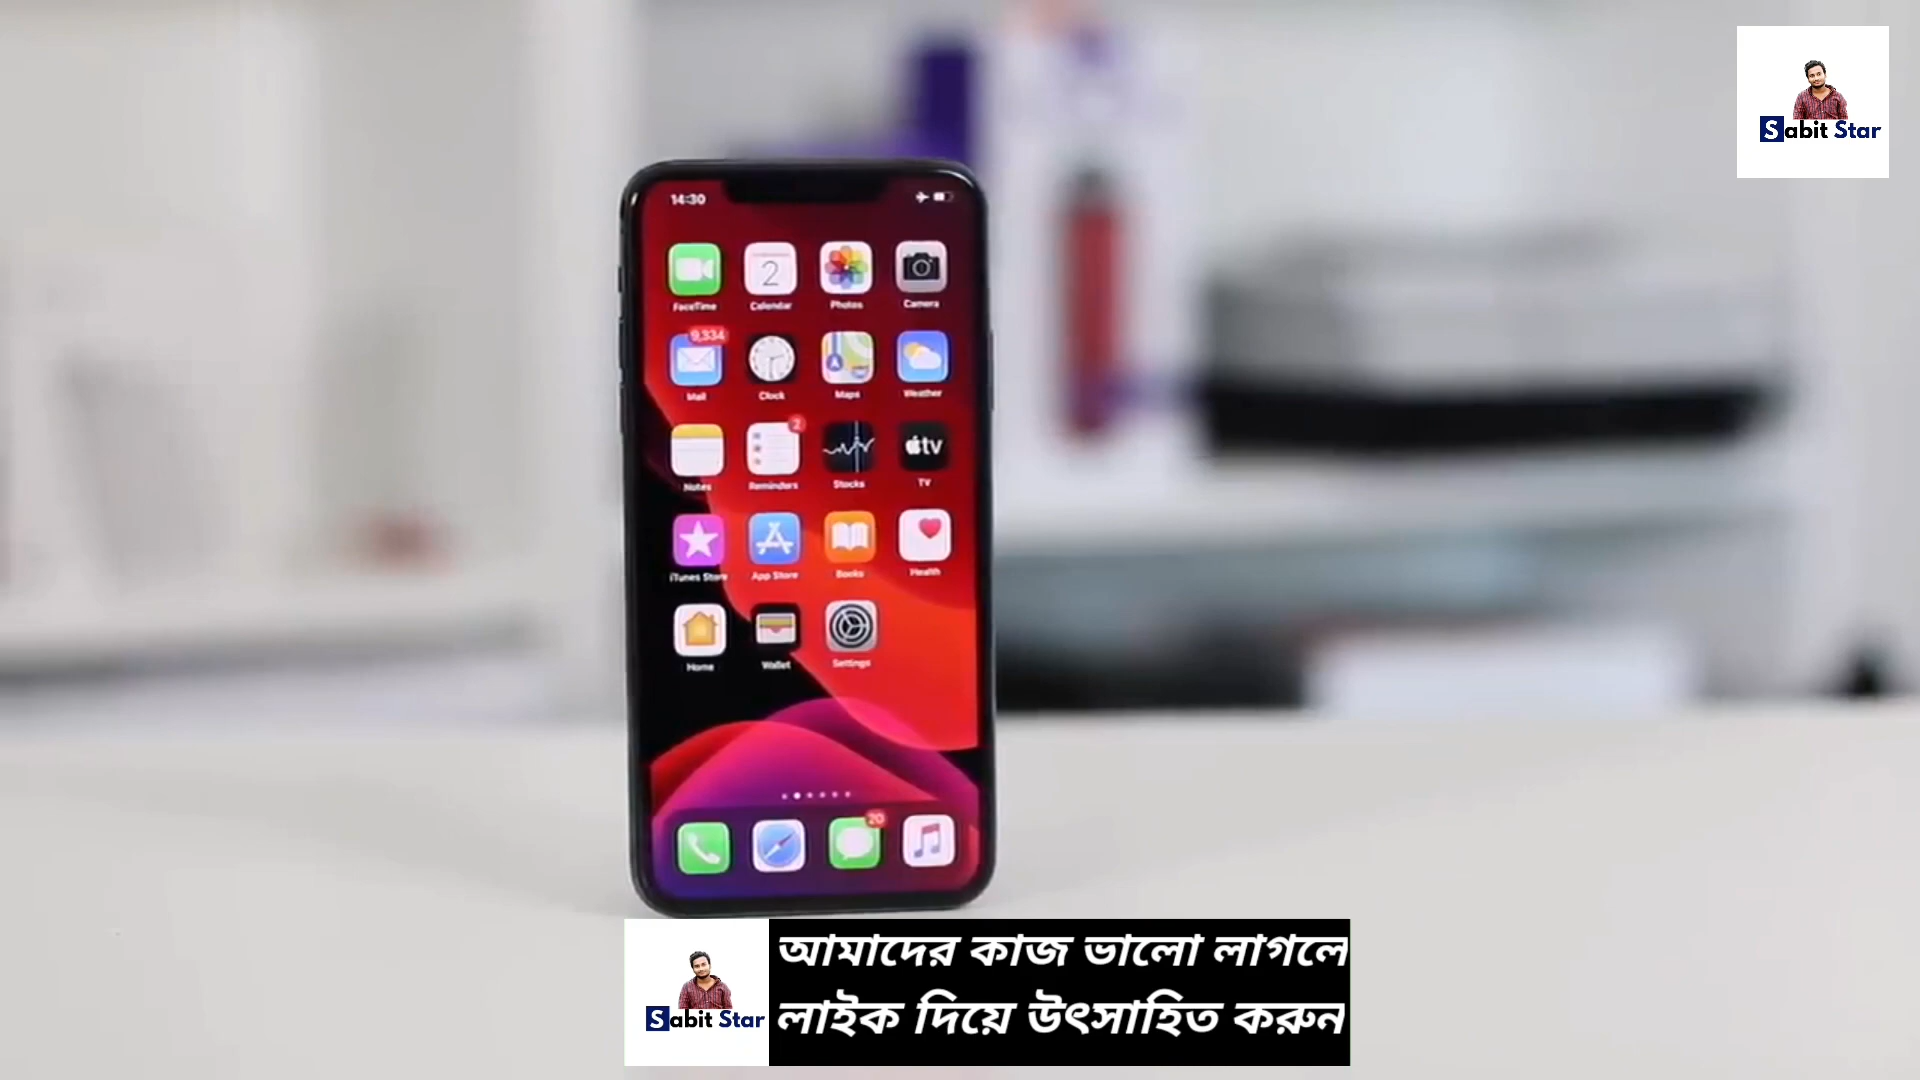 Sabit Star
14:30
2
FaceTime Calendar Photos Camera
9,334
Mail Clock Maps Weather
2
tv
Notes Reminders Stocks TV
iTunes Store App Store Books Health
Home Wallet Settings
20
Sabit Star
আমাদের কাজ ভালো লাগলে
লাইক দিয়ে উৎসাহিত করুন